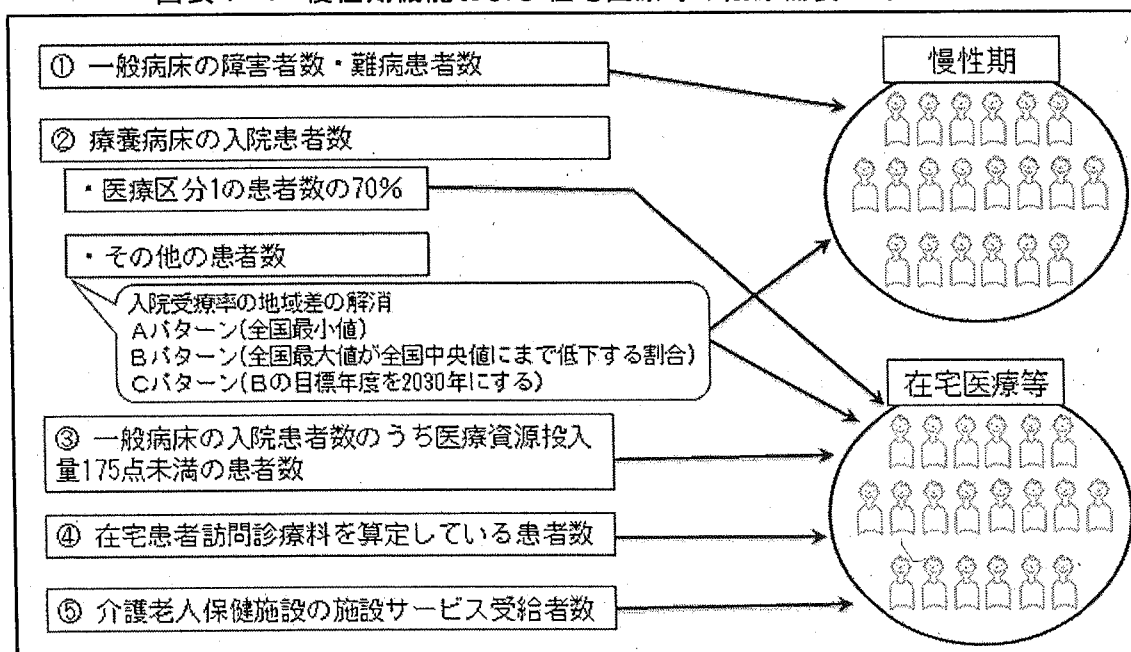 ① 一般病床の障害者数・難病患者数
慢性期
② 療養病床の入院患者数
・医療区分1の患者数の70%
・その他の患者数
入院受療率の地域差の解消
Aパターン(全国最小値)
Bパターン(全国最大値が全国中央値にまで低下する割合)
Cパターン(Bの目標年度を2030年にする)
在宅医療等
③ 一般病床の入院患者数のうち医療資源投入
量175点未満の患者数
④ 在宅患者訪問診療料を算定している患者数
⑤ 介護老人保健施設の施設サービス受給者数